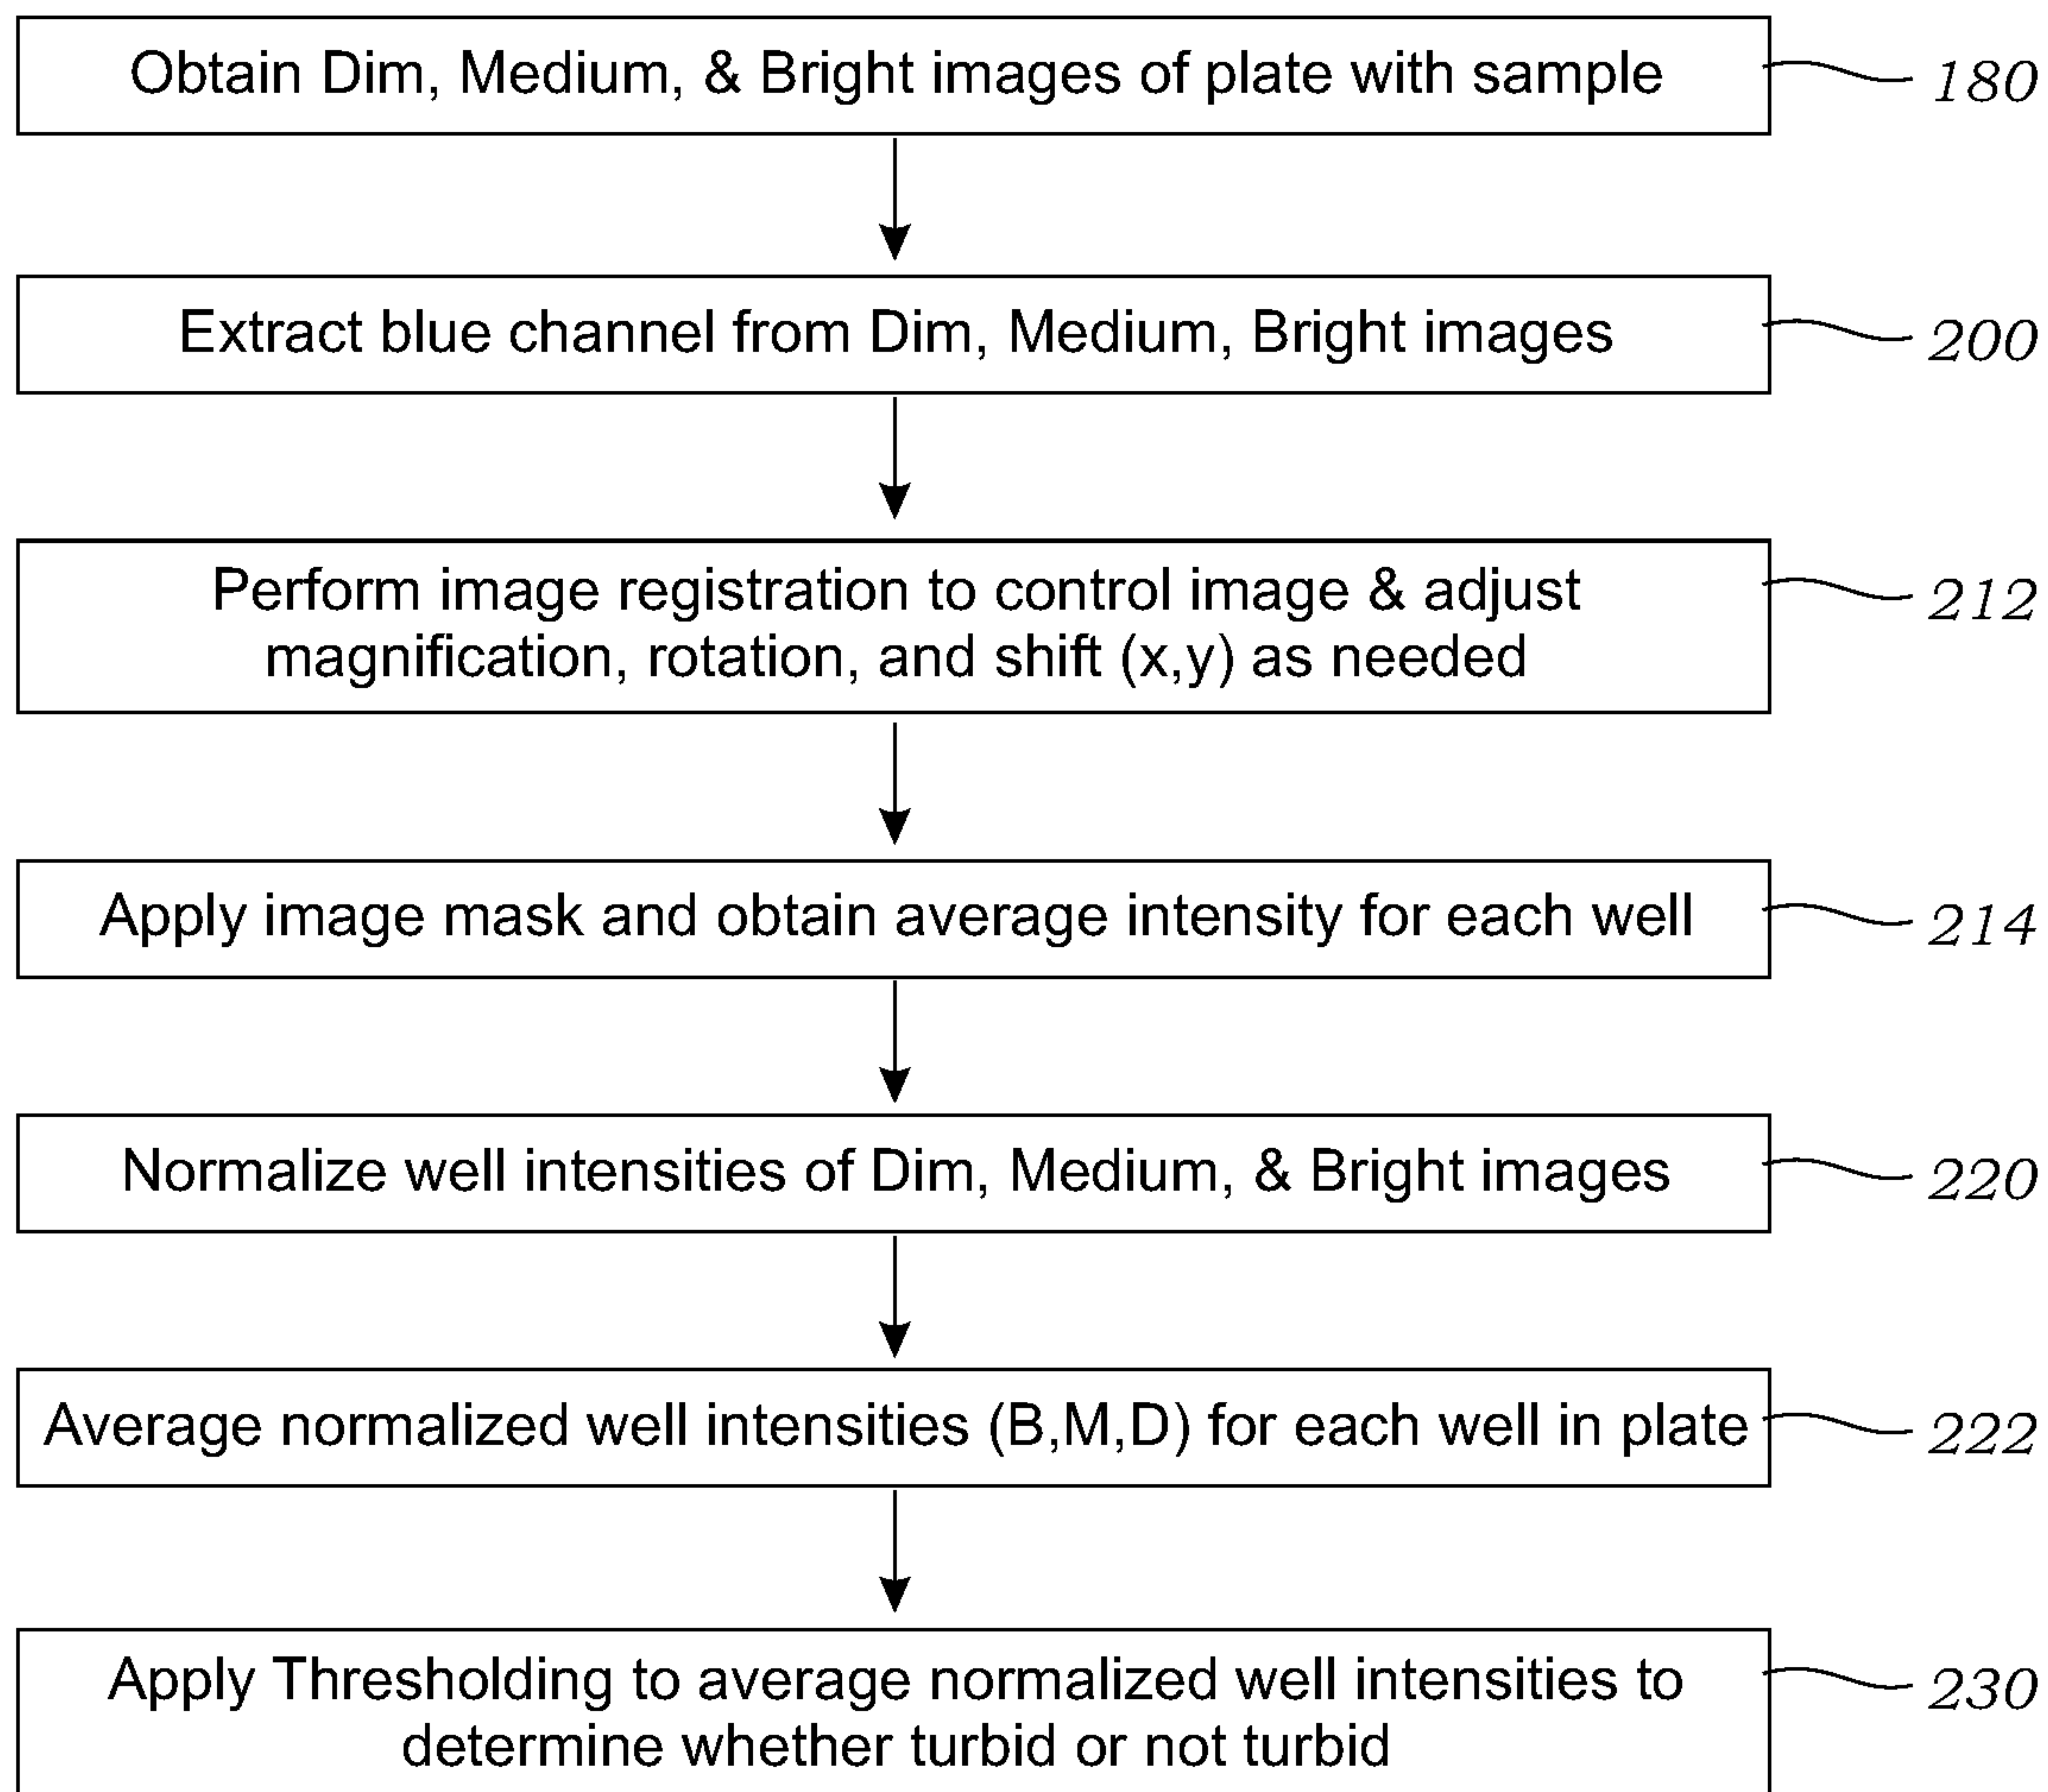 Obtain Dim, Medium, & Bright images of plate with sample
180
Extract blue channel from Dim, Medium, Bright images
200
Perform image registration to control image & adjust
magnification, rotation, and shift (x,y) as needed
212
Apply image mask and obtain average intensity for each well
214
Normalize well intensities of Dim, Medium, & Bright images
220
Average normalized well intensities (B,M,D) for each well in plate
222
Apply Thresholding to average normalized well intensities to
determine whether turbid or not turbid
230